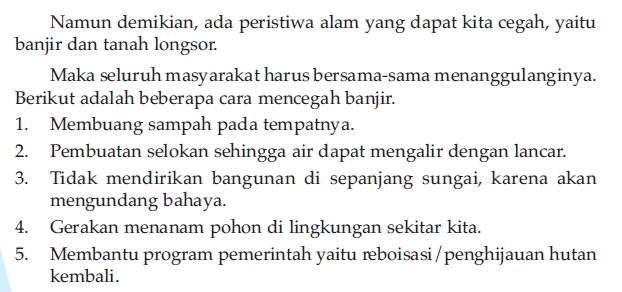 Namun demikian, ada peristiwa alam yang dapat kita cegah, yaitu
banjir dan tanah longsor.
Maka seluruh masyarakat harus bersama-sama menanggulanginya.
Berikut adalah beberapa cara mencegah banjir.
1. Membuang sampah pada tempatnya.
2. Pembuatan selokan sehingga air dapat mengalir dengan lancar.
3. Tidak mendirikan bangunan di sepanjang sungai, karena akan
mengundang bahaya.
4. Gerakan menanam pohon di lingkungan sekitar kita.
5. Membantu program pemerintah yaitu reboisasi/penghijauan hutan
kembali.